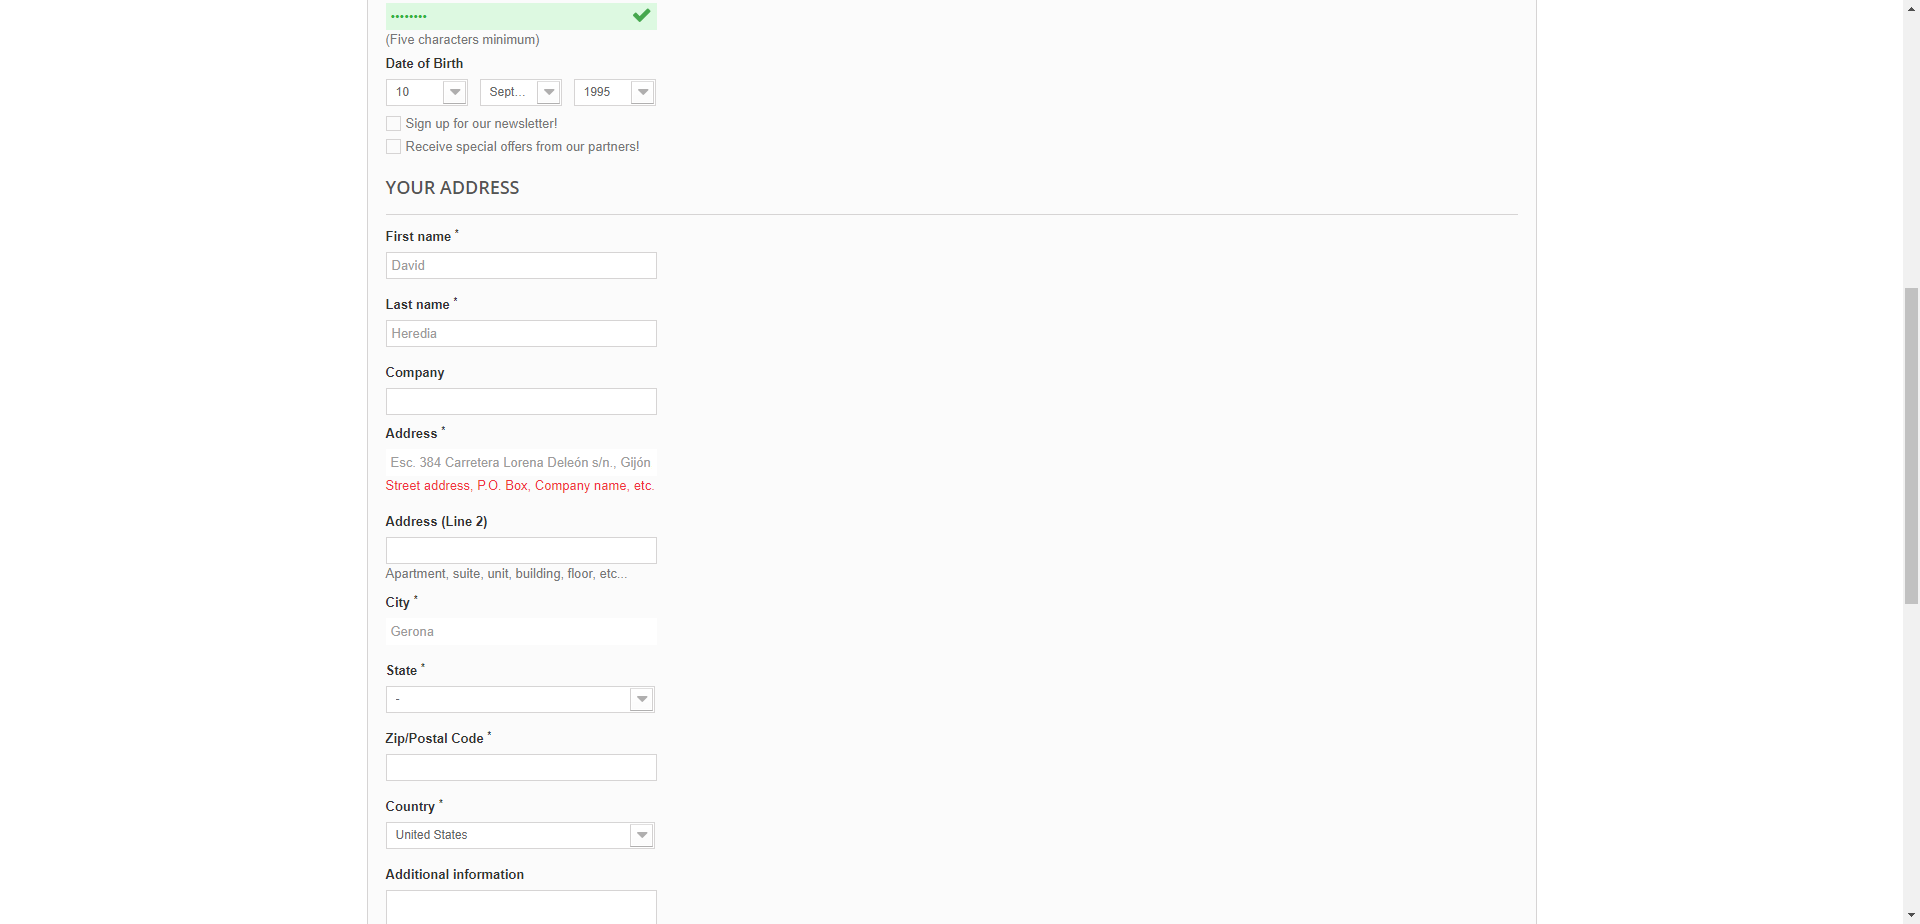 ••••••••
(Five characters minimum)
Date of Birth
10 Sept... 1995
Sign up for our newsletter!
Receive special offers from our partners!
YOUR ADDRESS
First name *
David
Last name *
Heredia
Company
Address *
Esc. 384 Carretera Lorena Deleón s/n., Gijón
Street address, P.O. Box, Company name, etc.
Address (Line 2)
Apartment, suite, unit, building, floor, etc...
City *
Gerona
State *
-
Zip/Postal Code *
Country *
United States
Additional information